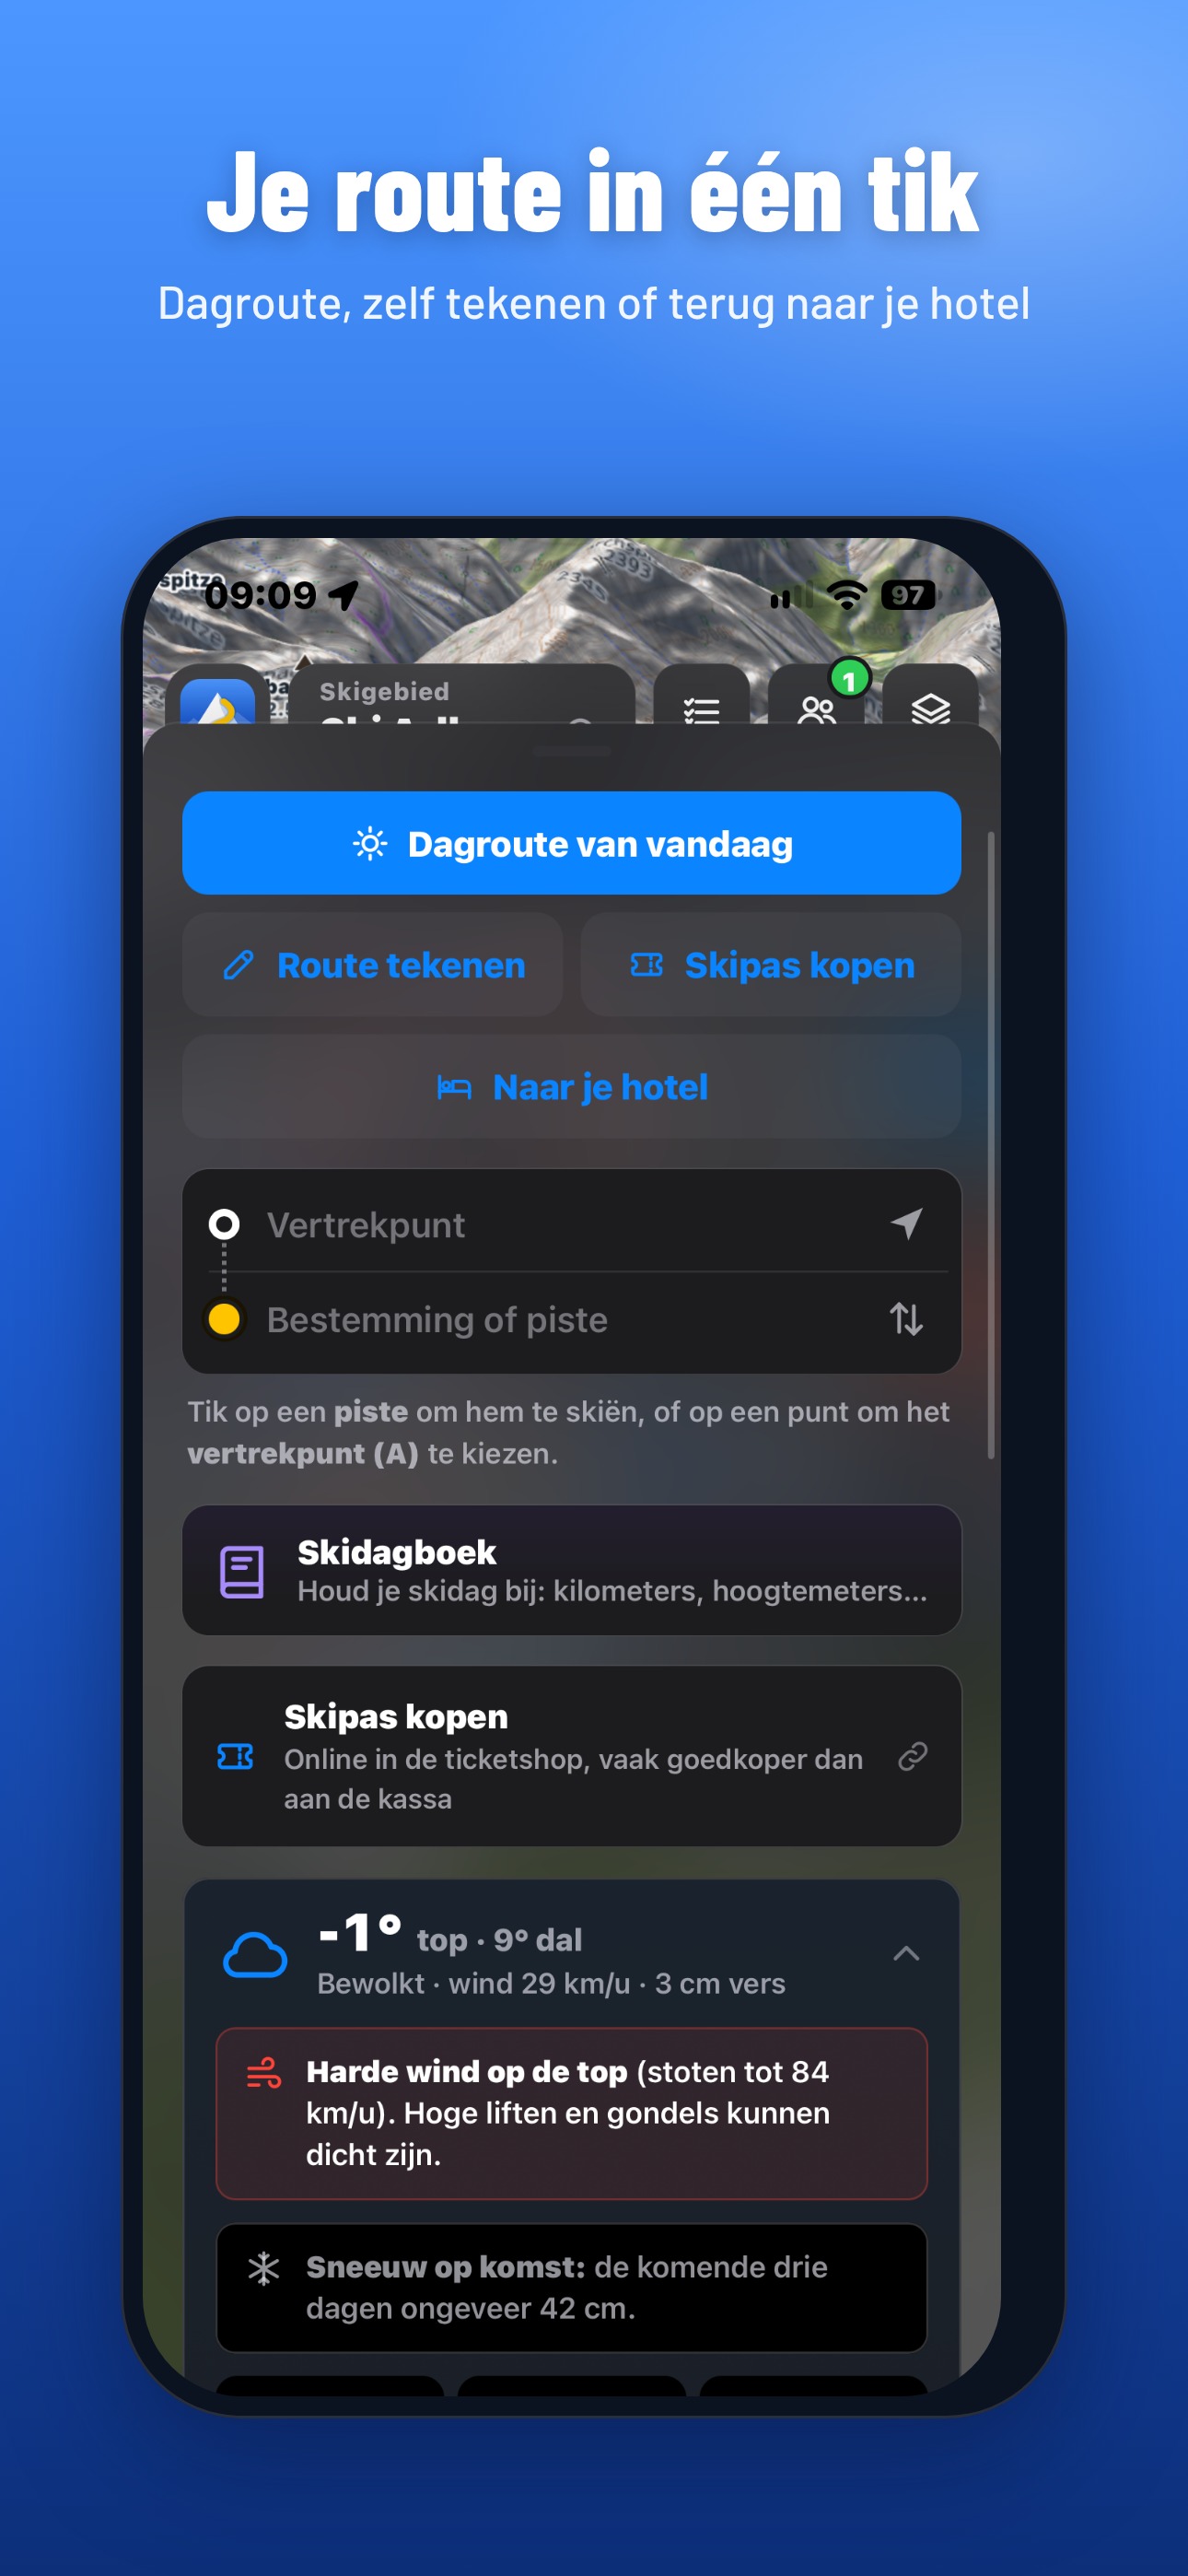 Je route in één tik
Dagroute, zelf tekenen of terug naar je hotel
2393
spitze
09:09
97
1
Skigebied
Dagroute van vandaag
Route tekenen
Skipas kopen
Naar je hotel
Vertrekpunt
Bestemming of piste
Tik op een piste om hem te skiën, of op een punt om het
vertrekpunt (A) te kiezen.
Skidagboek
Houd je skidag bij: kilometers, hoogtemeters...
Skipas kopen
Online in de ticketshop, vaak goedkoper dan
aan de kassa
-1° top · 9° dal
Bewolkt · wind 29 km/u · 3 cm vers
Harde wind op de top (stoten tot 84
km/u). Hoge liften en gondels kunnen
dicht zijn.
Sneeuw op komst: de komende drie
dagen ongeveer 42 cm.